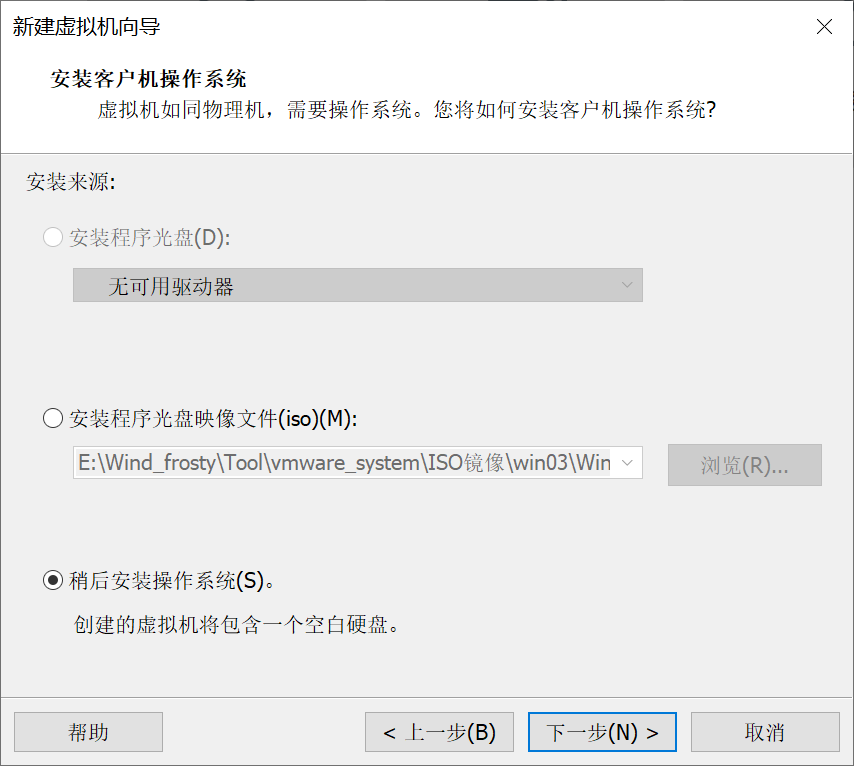 新建虚拟机向导
安装客户机操作系统
虚拟机如同物理机，需要操作系统。您将如何安装客户机操作系统?
安装来源:
安装程序光盘(D):
无可用驱动器
安装程序光盘映像文件(iso)(M):
E:\Wind_frosty\Tool\vmware_system\ISO镜像\win03\Win
浏览(R)...
稍后安装操作系统(S)。
创建的虚拟机将包含一个空白硬盘。
帮助
< 上一步(B)
下一步(N) >
取消